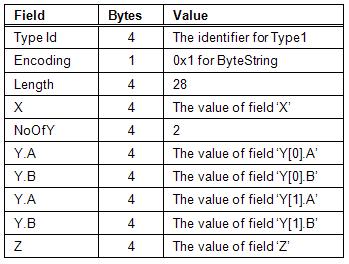 Field Bytes Value
Type Id 4 The identifier for Type1
Encoding 1 0x1 for ByteString
Length 4 28
X 4 The value of field ‘X’
NoOfY 4 2
Y.A 4 The value of field ‘Y[0].A’
Y.B 4 The value of field ‘Y[0].B’
Y.A 4 The value of field ‘Y[1].A’
Y.B 4 The value of field ‘Y[1].B’
Z 4 The value of field ‘Z’